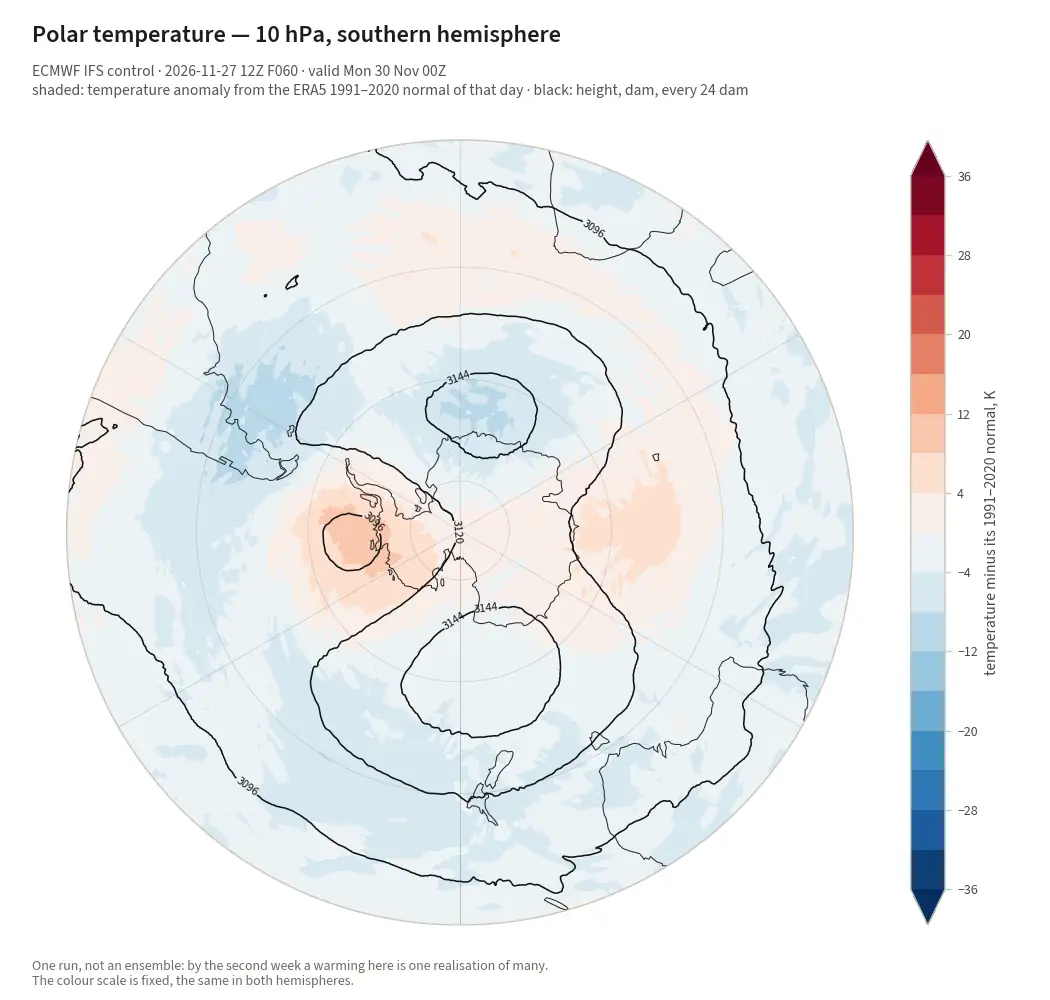 Polar temperature — 10 hPa, southern hemisphere
ECMWF IFS control · 2026-11-27 12Z F060 · valid Mon 30 Nov 00Z
shaded: temperature anomaly from the ERA5 1991–2020 normal of that day · black: height, dam, every 24 dam
3096
3144
3096
3120
3144
3144
3096
36
28
20
12
4
−4
−12
−20
−28
−36
temperature minus its 1991–2020 normal, K
One run, not an ensemble: by the second week a warming here is one realisation of many.
The colour scale is fixed, the same in both hemispheres.